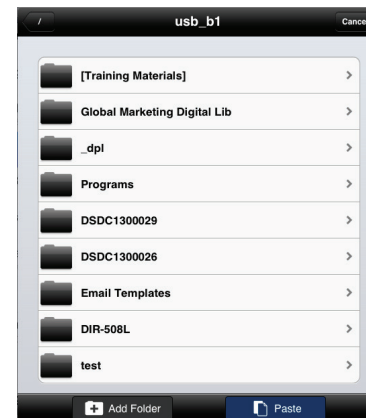 / usb_b1 Cance
[Training Materials]
Global Marketing Digital Lib
_dpl
Programs
DSDC1300029
DSDC1300026
Email Templates
DIR-508L
test
Add Folder Paste